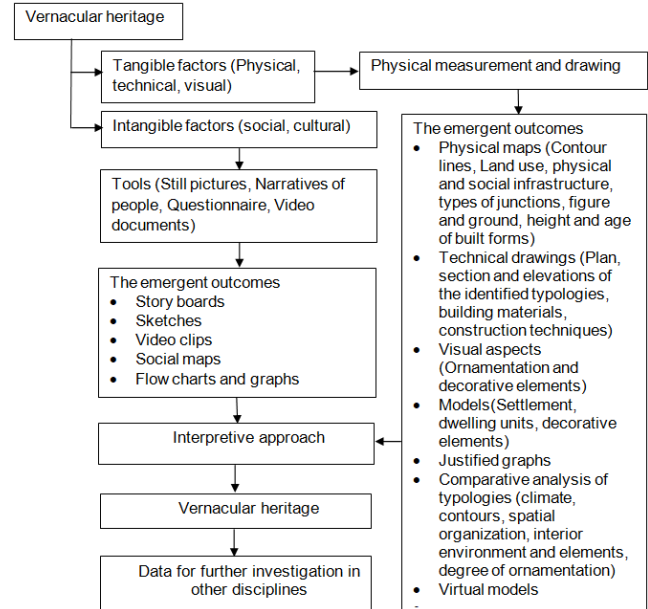 Vernacular heritage
Tangible factors (Physical,
technical, visual)
Physical measurement and drawing
Intangible factors (social, cultural)
Tools (Still pictures, Narratives of
people, Questionnaire, Video
documents)
The emergent outcomes
• Story boards
• Sketches
• Video clips
• Social maps
• Flow charts and graphs
The emergent outcomes
• Physical maps (Contour
lines, Land use, physical
and social infrastructure,
types of junctions, figure
and ground, height and age
of built forms)
• Technical drawings (Plan,
section and elevations of
the identified typologies,
building materials,
construction techniques)
• Visual aspects
(Ornamentation and
decorative elements)
• Models(Settlement,
dwelling units, decorative
elements)
• Justified graphs
• Comparative analysis of
typologies (climate,
contours, spatial
organization, interior
environment and elements,
degree of ornamentation)
• Virtual models
Interpretive approach
Vernacular heritage
Data for further investigation in
other disciplines